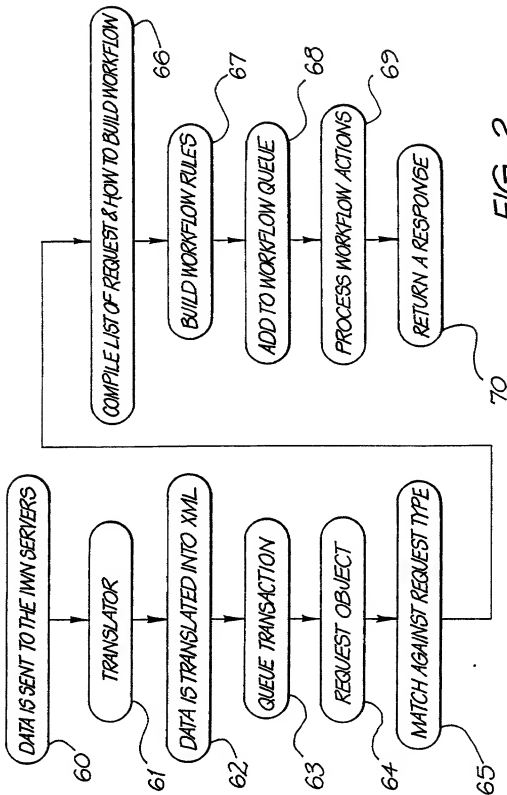 DATA IS SENT TO THE IWN SERVERS
60
TRANSLATOR
61
DATA IS TRANSLATED INTO XML
62
QUEUE TRANSACTION
63
REQUEST OBJECT
64
MATCH AGAINST REQUEST TYPE
65
COMPILE LIST OF REQUEST & HOW TO BUILD WORKFLOW
66
BUILD WORKFLOW RULES
67
ADD TO WORKFLOW QUEUE
68
PROCESS WORKFLOW ACTIONS
69
RETURN A RESPONSE
70